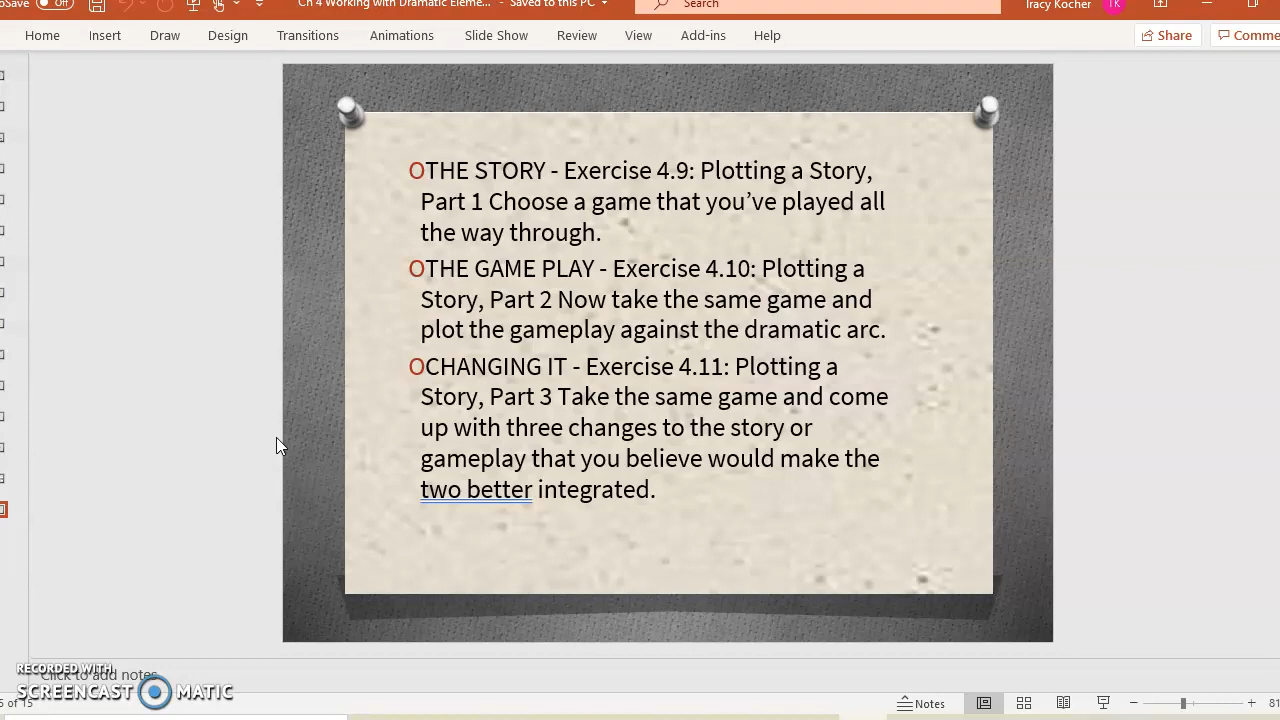 Save Off Ch 4 Working with Dramatic Eleme... - Saved to this PC Search Tracy Kocher TK
Home Insert Draw Design Transitions Animations Slide Show Review View Add-ins Help Share Comme
OTHE STORY - Exercise 4.9: Plotting a Story,
Part 1 Choose a game that you’ve played all
the way through.
OTHE GAME PLAY - Exercise 4.10: Plotting a
Story, Part 2 Now take the same game and
plot the gameplay against the dramatic arc.
OCHANGING IT - Exercise 4.11: Plotting a
Story, Part 3 Take the same game and come
up with three changes to the story or
gameplay that you believe would make the
two better integrated.
RECORDED WITH
Click to add notes
SCREENCAST MATIC
5 of 15 Notes 81